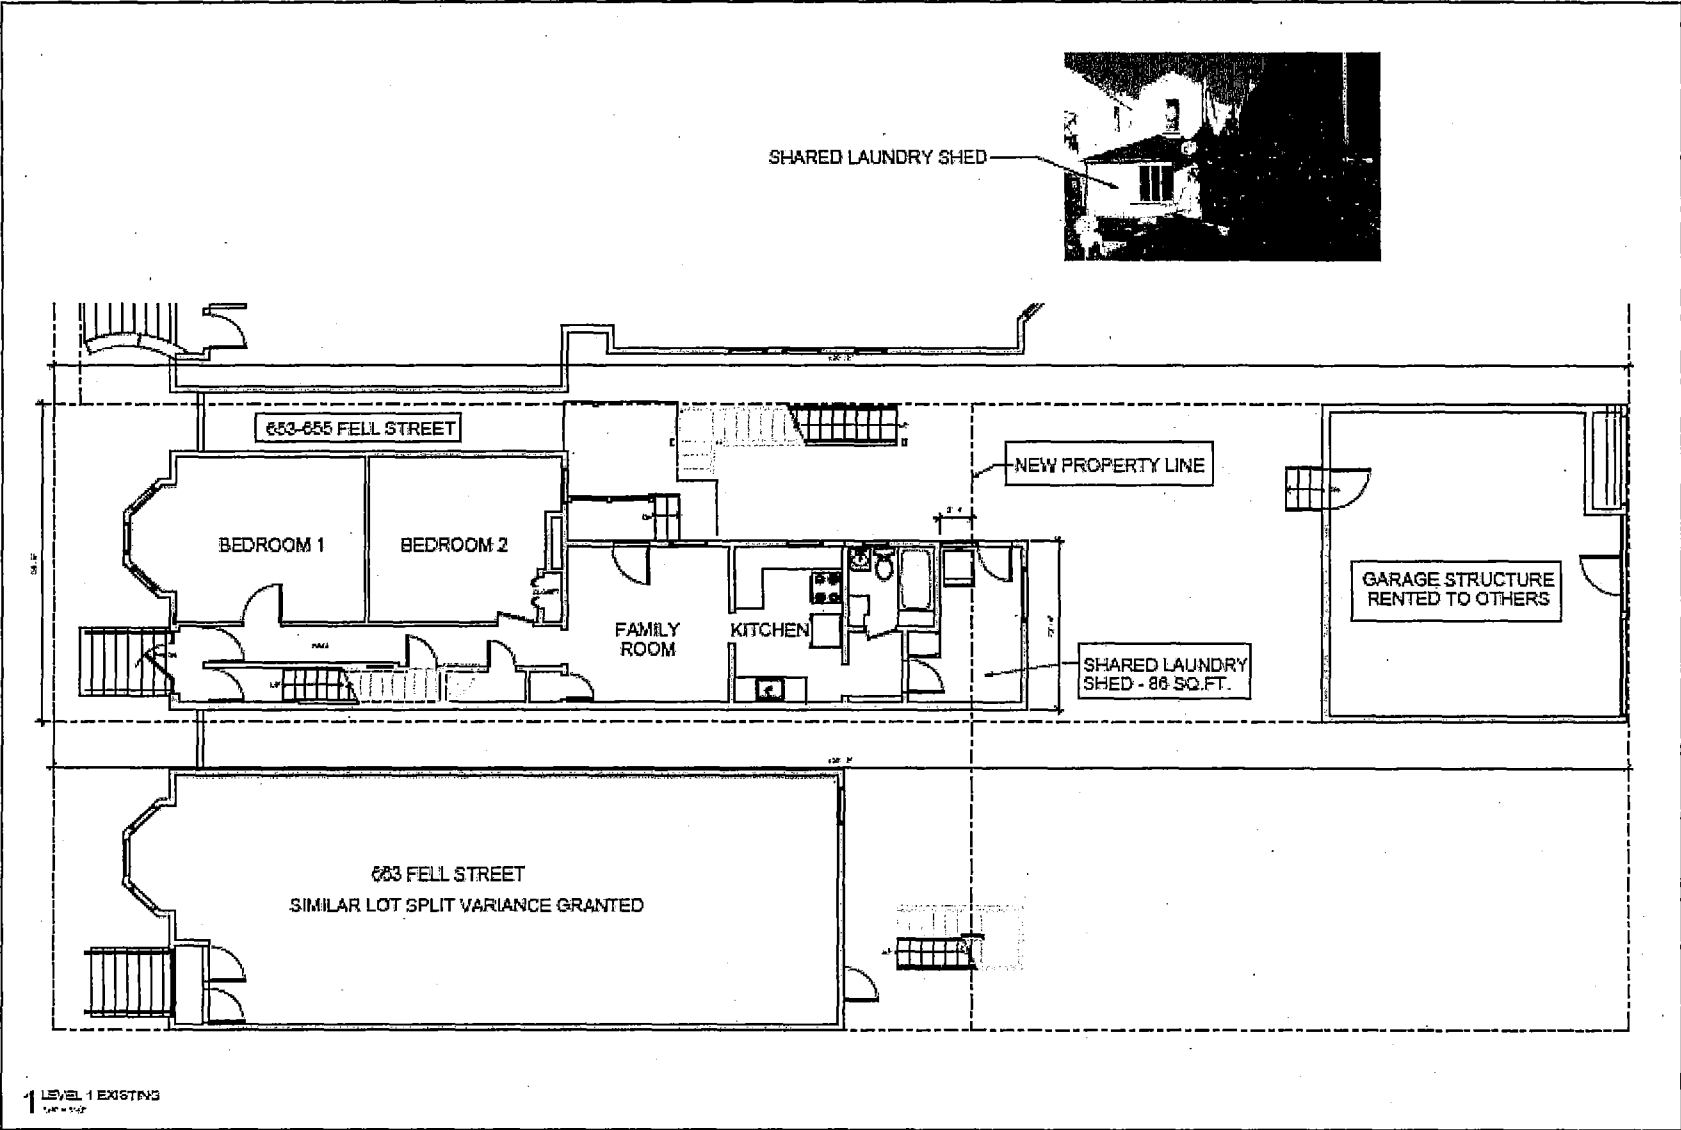 SHARED LAUNDRY SHED
653-655 FELL STREET
NEW PROPERTY LINE
BEDROOM 1
BEDROOM 2
GARAGE STRUCTURE
RENTED TO OTHERS
FAMILY
ROOM
KITCHEN
HALL
SHARED LAUNDRY
SHED - 86 SQ.FT.
663 FELL STREET
SIMILAR LOT SPLIT VARIANCE GRANTED
1 LEVEL 1 EXISTING